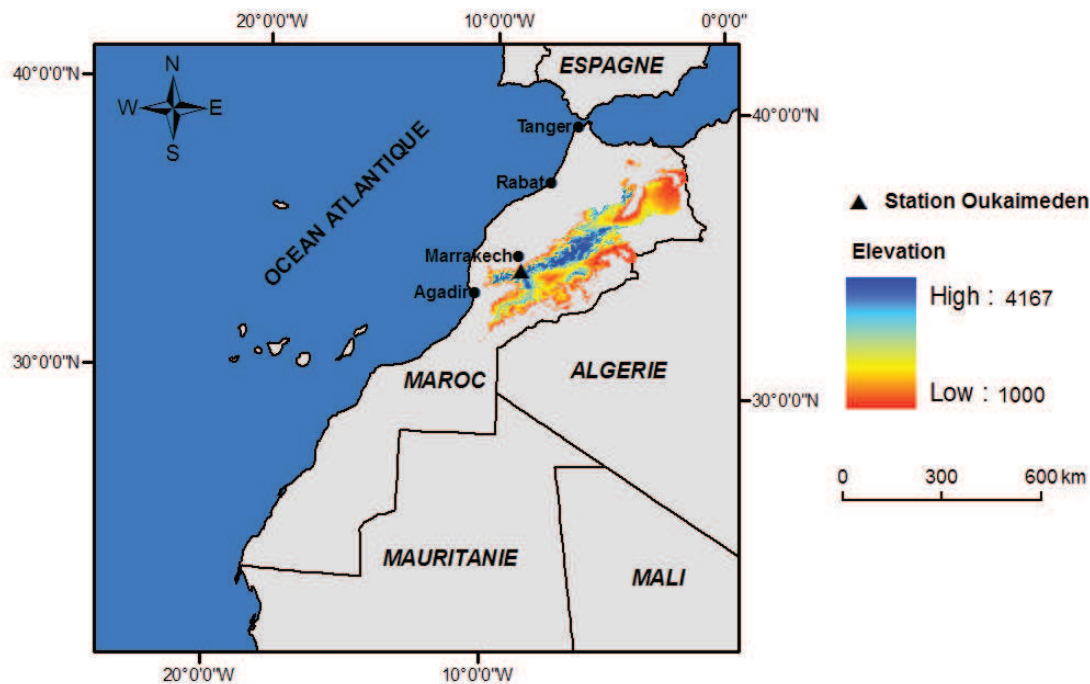 20°0'0"W
10°0'0"W
0°0'0"
40°0'0"N
N
W
E
S
ESPAGNE
40°0'0"N
Tanger
OCEAN ATLANTIQUE
Rabat
Marrakech
Agadir
Station Oukaimeden
Elevation
High : 4167
Low : 1000
30°0'0"N
MAROC
ALGERIE
30°0'0"N
0
300
600 km
MAURITANIE
MALI
20°0'0"W
10°0'0"W